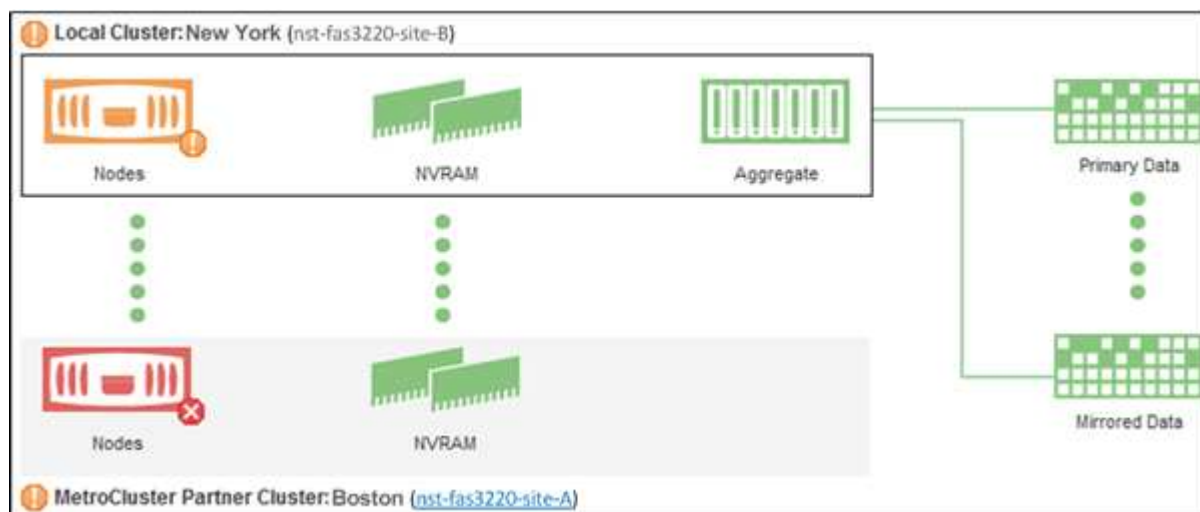 Local Cluster: New York (nst-fas3220-site-B)
Nodes
NVRAM
Aggregate
Primary Data
Nodes
NVRAM
Mirrored Data
MetroCluster Partner Cluster: Boston (nst-fas3220-site-A)